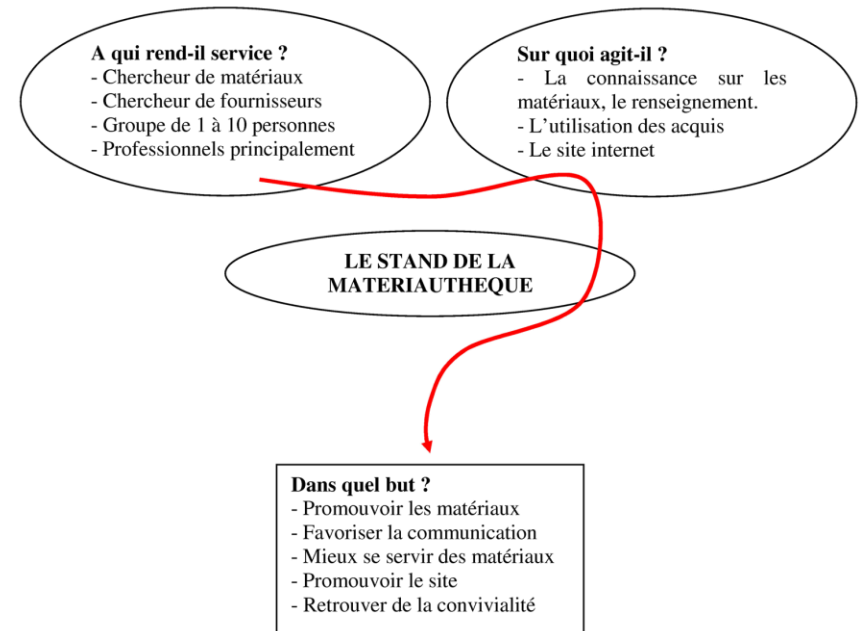 A qui rend-il service ?
- Chercheur de matériaux
- Chercheur de fournisseurs
- Groupe de 1 à 10 personnes
- Professionnels principalement
Sur quoi agit-il ?
- La connaissance sur les
matériaux, le renseignement.
- L’utilisation des acquis
- Le site internet
LE STAND DE LA
MATERIAUTHEQUE
Dans quel but ?
- Promouvoir les matériaux
- Favoriser la communication
- Mieux se servir des matériaux
- Promouvoir le site
- Retrouver de la convivialité